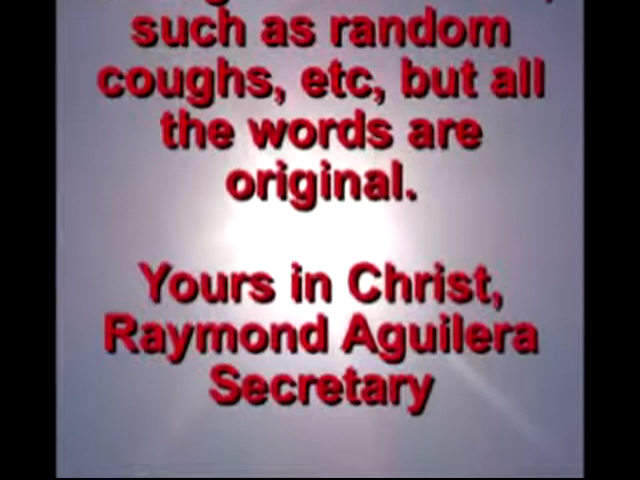 such as random
coughs, etc, but all
the words are
original.
Yours in Christ,
Raymond Aguilera
Secretary